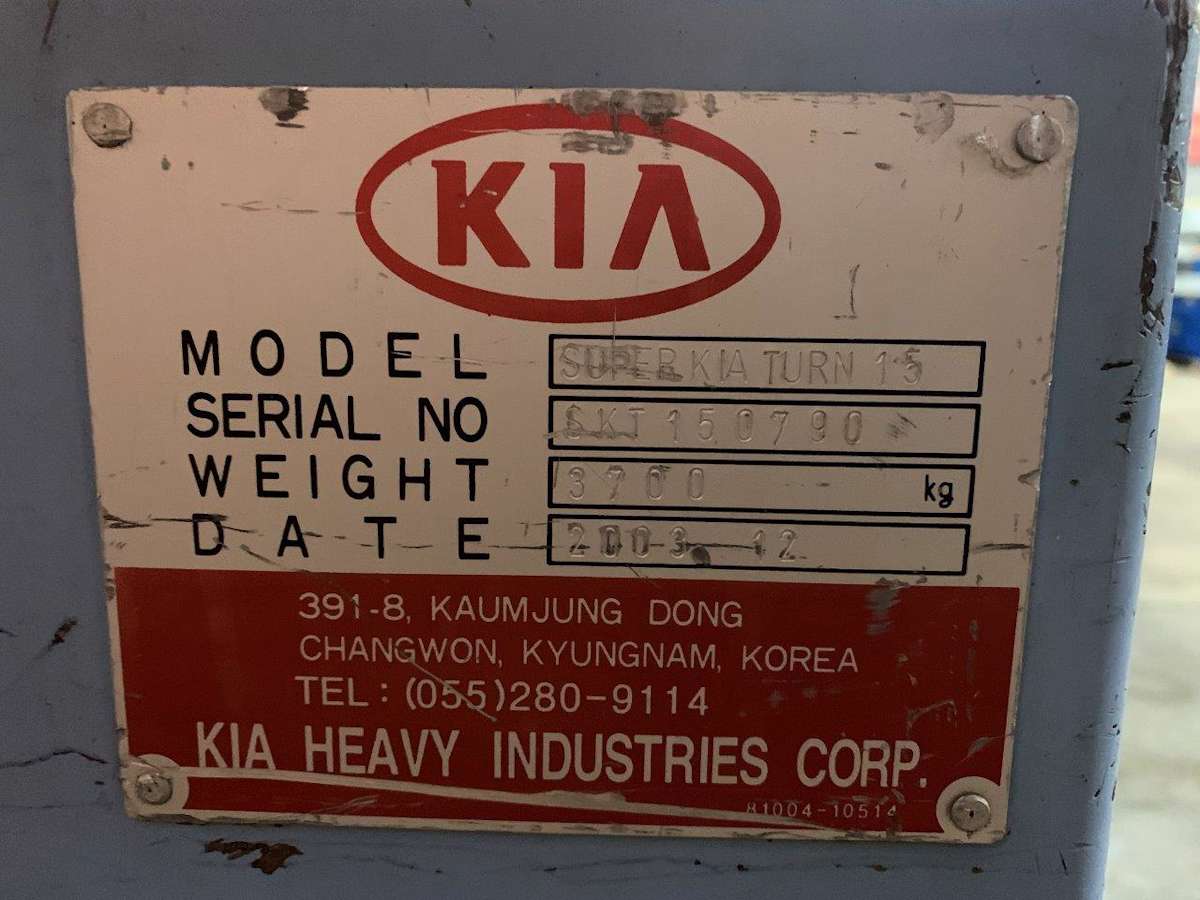 KIA
MODEL SUPER KIA TURN 15
SERIAL NO SKT150790
WEIGHT 3700 kg
DATE 2003 12
391-8, KAUMJUNG DONG
CHANGWON, KYUNGNAM, KOREA
TEL : (055)280-9114
KIA HEAVY INDUSTRIES CORP.
81004-10514